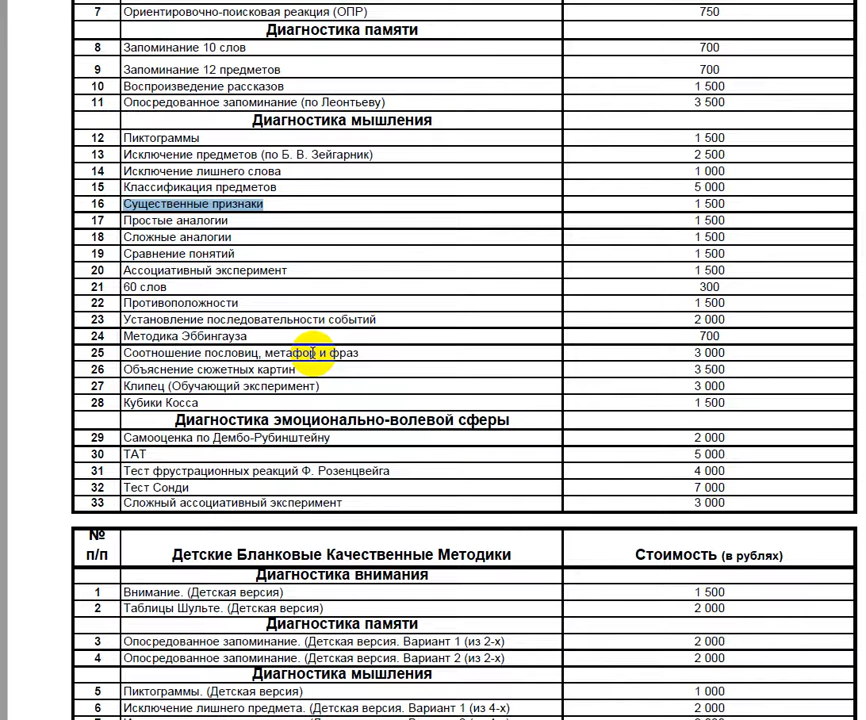 7 Ориентировочно-поисковая реакция (ОПР) 750
Диагностика памяти
8 Запоминание 10 слов 700
9 Запоминание 12 предметов 700
10 Воспроизведение рассказов 1 500
11 Опосредованное запоминание (по Леонтьеву) 3 500
Диагностика мышления
12 Пиктограммы 1 500
13 Исключение предметов (по Б. В. Зейгарник) 2 500
14 Исключение лишнего слова 1 000
15 Классификация предметов 5 000
16 Существенные признаки 1 500
17 Простые аналогии 1 500
18 Сложные аналогии 1 500
19 Сравнение понятий 1 500
20 Ассоциативный эксперимент 1 500
21 60 слов 300
22 Противоположности 1 500
23 Установление последовательности событий 2 000
24 Методика Эббингауза 700
25 Соотношение пословиц, метафор и фраз 3 000
26 Объяснение сюжетных картин 3 500
27 Клипец (Обучающий эксперимент) 3 000
28 Кубики Косса 1 500
Диагностика эмоционально-волевой сферы
29 Самооценка по Дембо-Рубинштейну 2 000
30 ТАТ 5 000
31 Тест фрустрационных реакций Ф. Розенцвейга 4 000
32 Тест Сонди 7 000
33 Сложный ассоциативный эксперимент 3 000
№ п/п Детские Бланковые Качественные Методики Стоимость (в рублях)
Диагностика внимания
1 Внимание. (Детская версия) 1 500
2 Таблицы Шульте. (Детская версия) 2 000
Диагностика памяти
3 Опосредованное запоминание. (Детская версия. Вариант 1 (из 2-х) 2 000
4 Опосредованное запоминание. (Детская версия. Вариант 2 (из 2-х) 2 000
Диагностика мышления
5 Пиктограммы. (Детская версия) 1 000
6 Исключение лишнего предмета. (Детская версия. Вариант 1 (из 4-х) 2 000